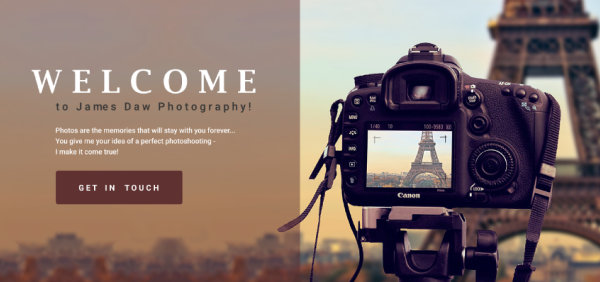 WELCOME
to James Daw Photography!
Photos are the memories that will stay with you forever...
You give me your idea of a perfect photoshooting -
I make it come true!
GET IN TOUCH
Canon